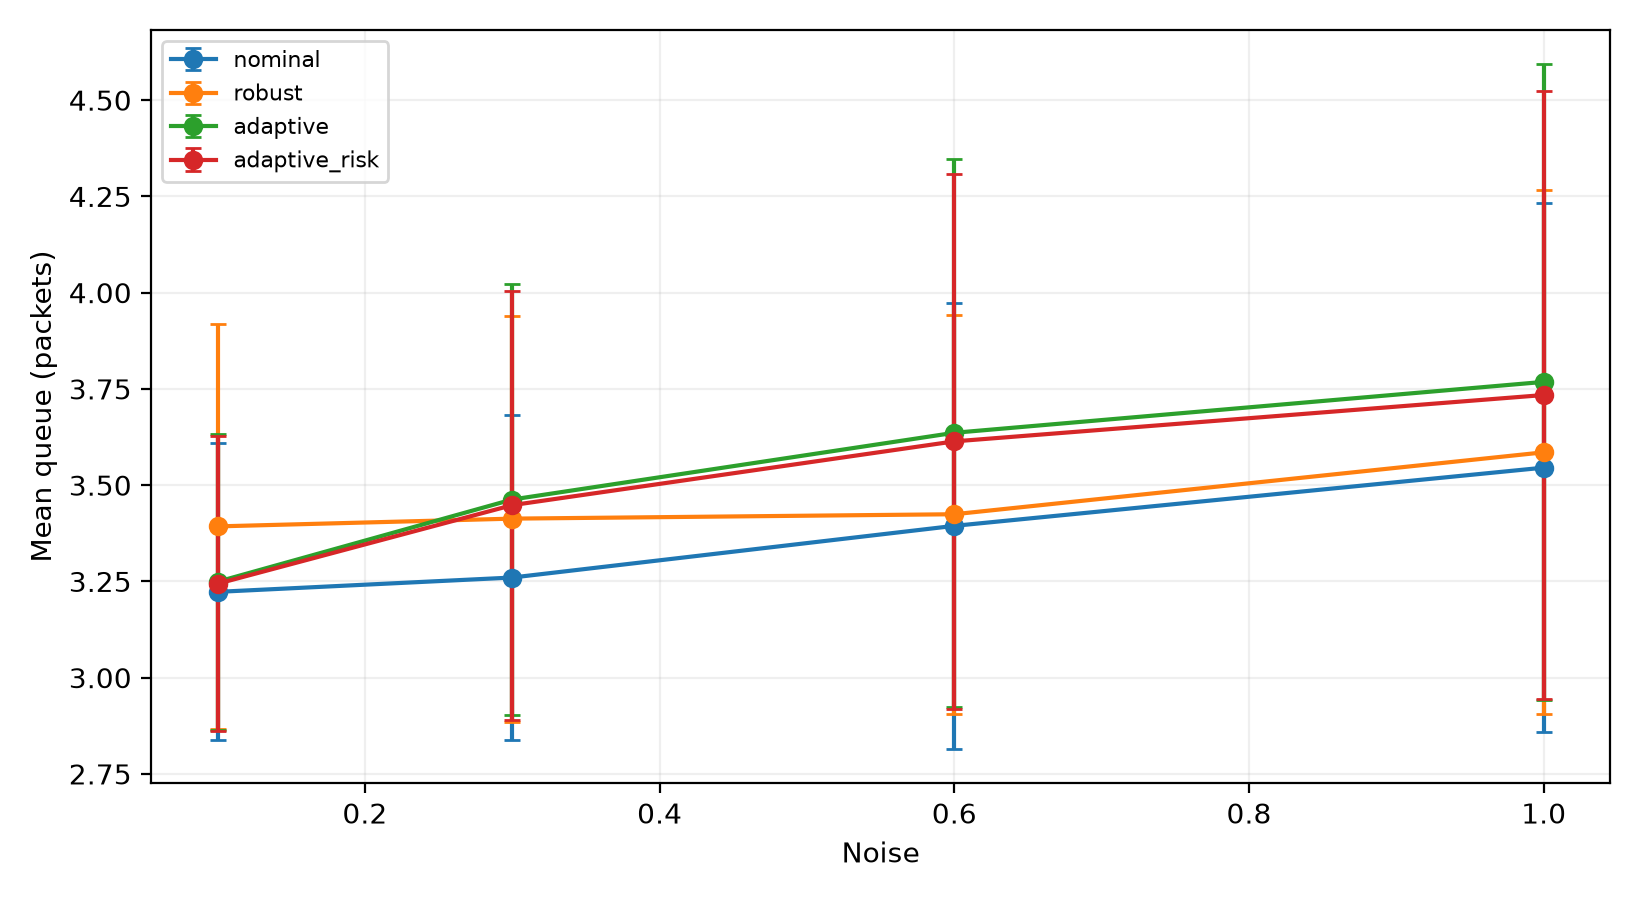 nominal
robust
adaptive
adaptive_risk
4.50
4.25
4.00
3.75
3.50
3.25
3.00
2.75
Mean queue (packets)
0.2
0.4
0.6
0.8
1.0
Noise